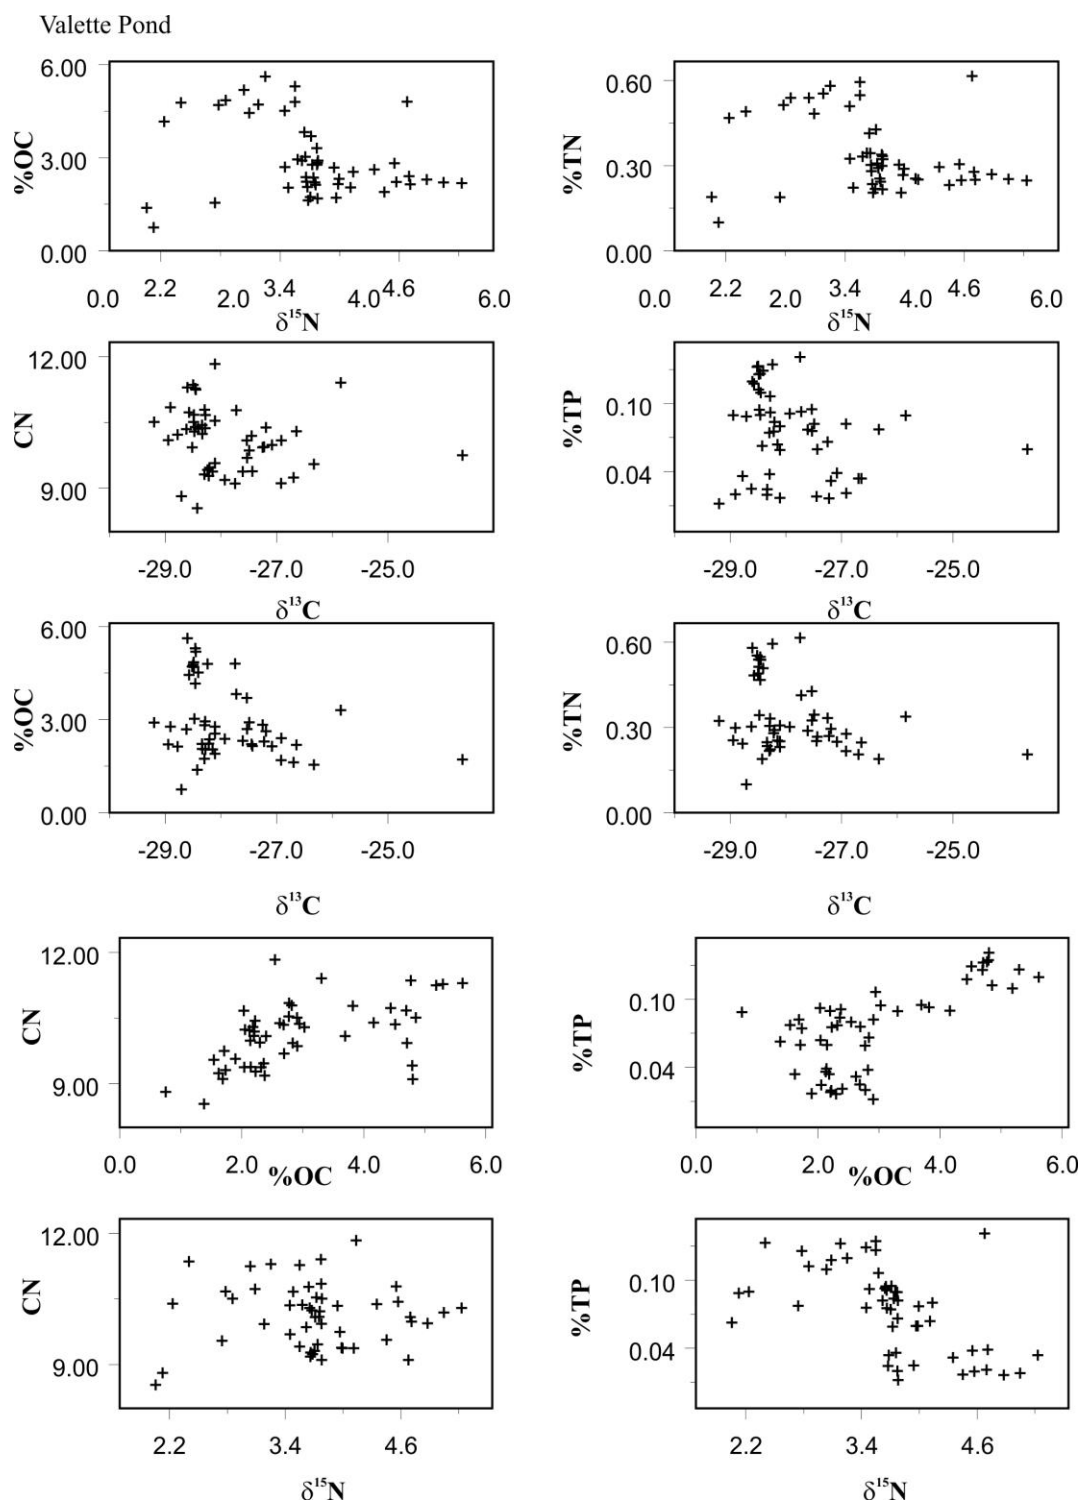 Valette Pond
6.00 0.60
%OC 3.00 %TN 0.30
0.00 0.00
2.2 3.4 4.6 2.2 3.4 4.6
0.0 2.0 4.0 6.0 0.0 2.0 4.0 6.0
δ¹⁵N δ¹⁵N
12.00 0.10
CN %TP
9.00 0.04
-29.0 -27.0 -25.0 -29.0 -27.0 -25.0
δ¹³C δ¹³C
6.00 0.60
%OC 3.00 %TN 0.30
0.00 0.00
-29.0 -27.0 -25.0 -29.0 -27.0 -25.0
δ¹³C δ¹³C
12.00 0.10
CN %TP
9.00 0.04
0.0 2.0 4.0 6.0 0.0 2.0 4.0 6.0
%OC %OC
12.00 0.10
CN %TP
9.00 0.04
2.2 3.4 4.6 2.2 3.4 4.6
δ¹⁵N δ¹⁵N